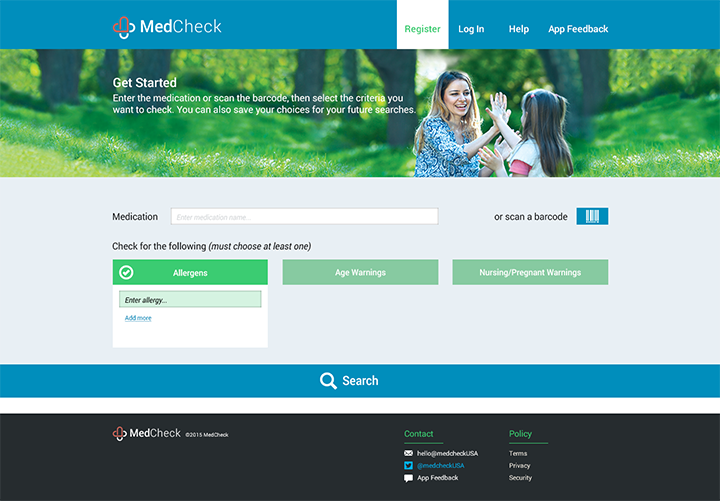 MedCheck
Register Log In Help App Feedback
Get Started
Enter the medication or scan the barcode, then select the criteria you
want to check. You can also save your choices for your future searches.
Medication Enter medication name... or scan a barcode
Check for the following (must choose at least one)
Allergens Age Warnings Nursing/Pregnant Warnings
Enter allergy...
Add more
Search
MedCheck ©2015 MedCheck
Contact
hello@medcheckUSA
@medcheckUSA
App Feedback
Policy
Terms
Privacy
Security